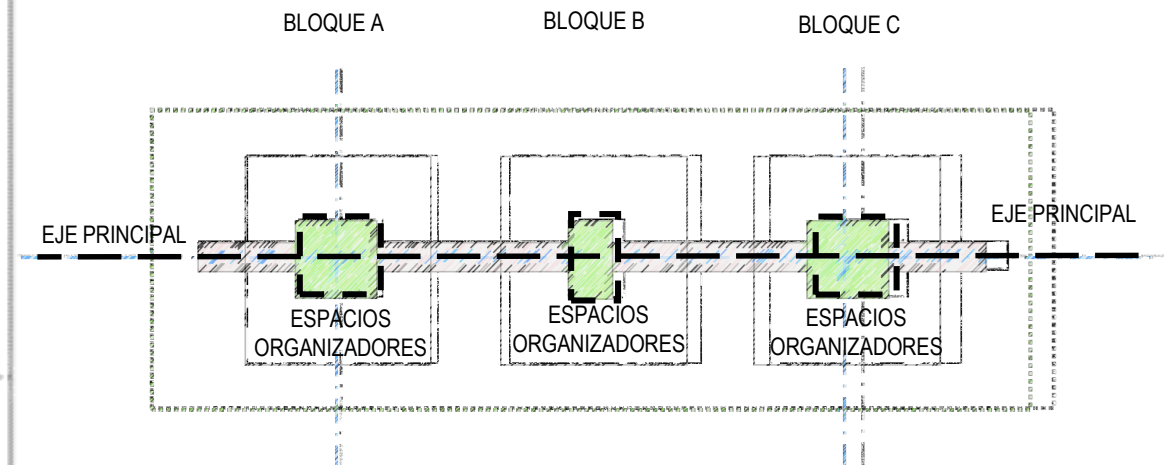 BLOQUE A
BLOQUE B
BLOQUE C
EJE PRINCIPAL
EJE PRINCIPAL
ESPACIOS
ORGANIZADORES
ESPACIOS
ORGANIZADORES
ESPACIOS
ORGANIZADORES